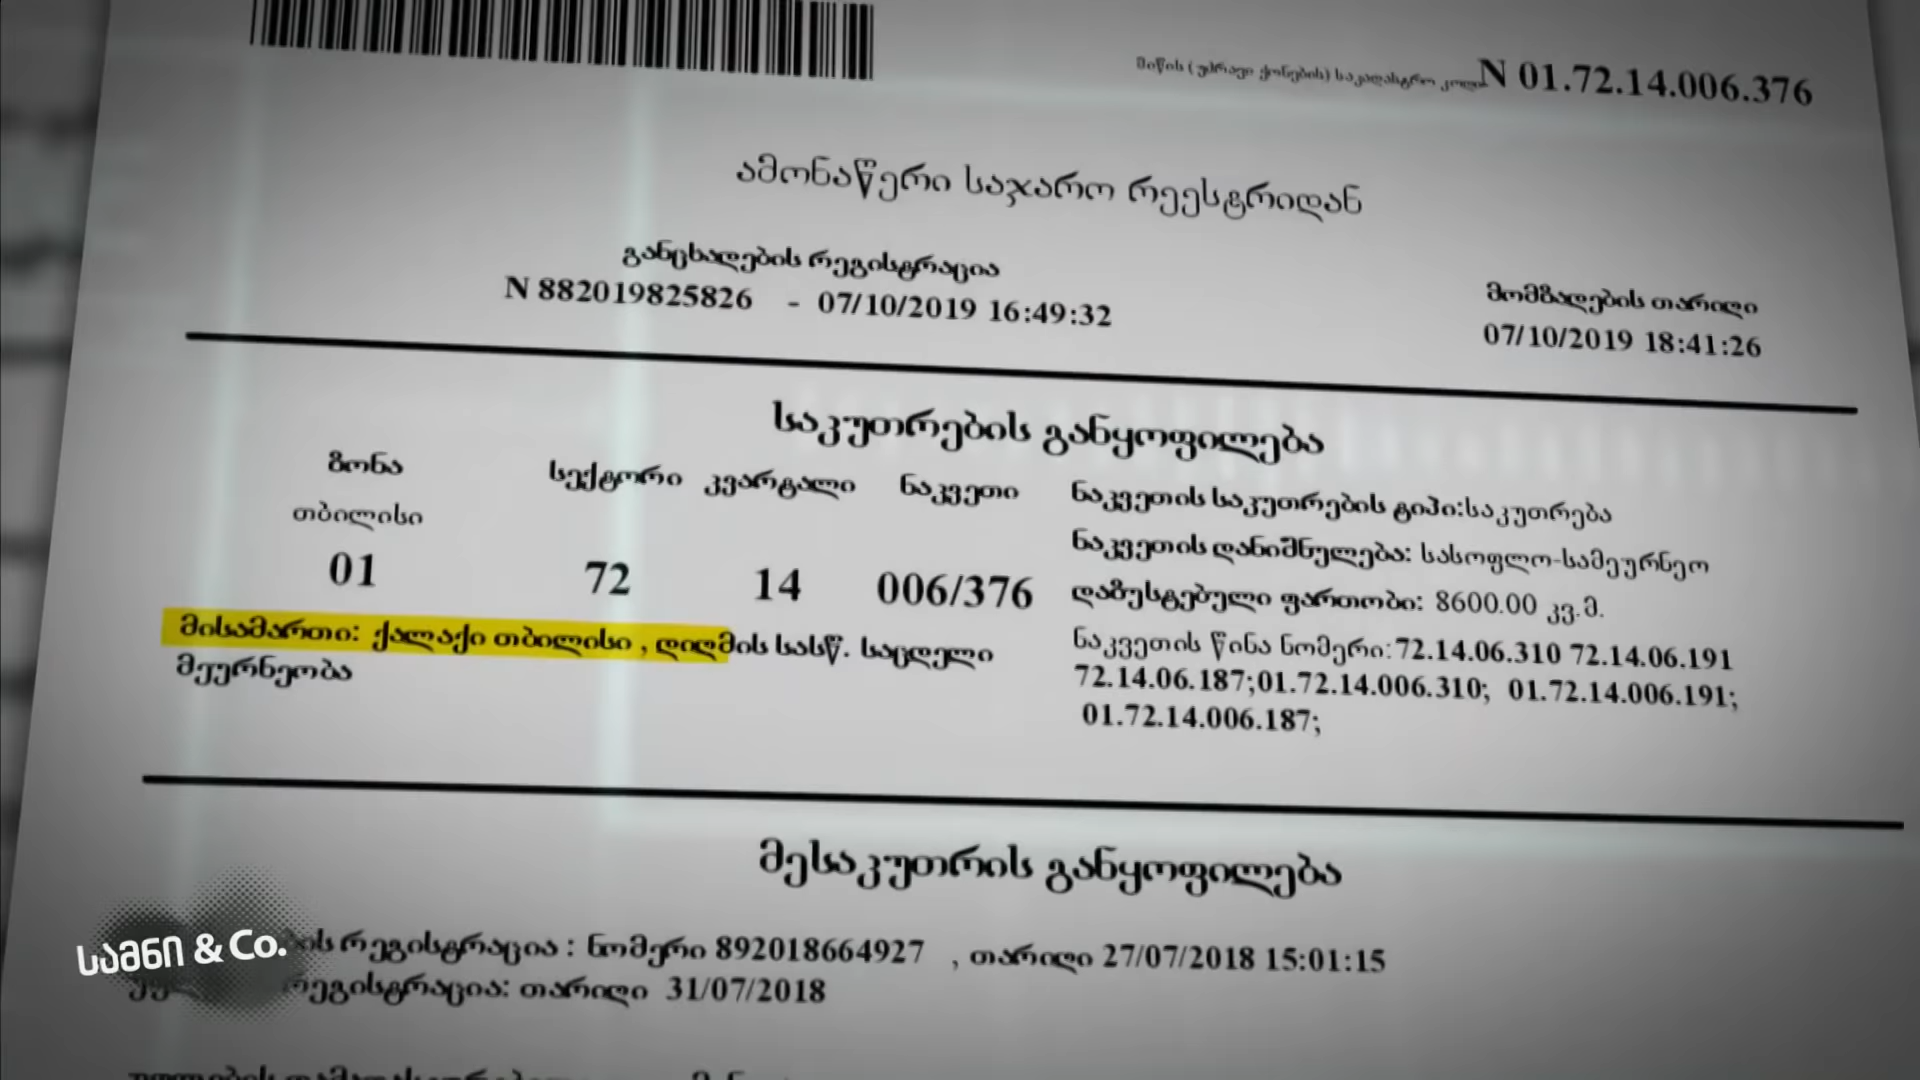 მიწის (უძრავი ქონების) საკადასტრო კოდი N 01.72.14.006.376
ამონაწერი საჯარო რეესტრიდან
განცხადების რეგისტრაცია
N 882019825826 - 07/10/2019 16:49:32
მომზადების თარიღი
07/10/2019 18:41:26
საკუთრების განყოფილება
ზონა სექტორი კვარტალი ნაკვეთი
თბილისი
01 72 14 006/376
მისამართი: ქალაქი თბილისი , დიღმის სასწ. საცდელი
მეურნეობა
ნაკვეთის საკუთრების ტიპი:საკუთრება
ნაკვეთის დანიშნულება: სასოფლო-სამეურნეო
დაზუსტებული ფართობი: 8600.00 კვ.მ.
ნაკვეთის წინა ნომერი:72.14.06.310 72.14.06.191
72.14.06.187;01.72.14.006.310; 01.72.14.006.191;
01.72.14.006.187;
მესაკუთრის განყოფილება
რეგისტრაცია : ნომერი 892018664927 , თარიღი 27/07/2018 15:01:15
რეგისტრაცია: თარიღი 31/07/2018
სამნი & Co.